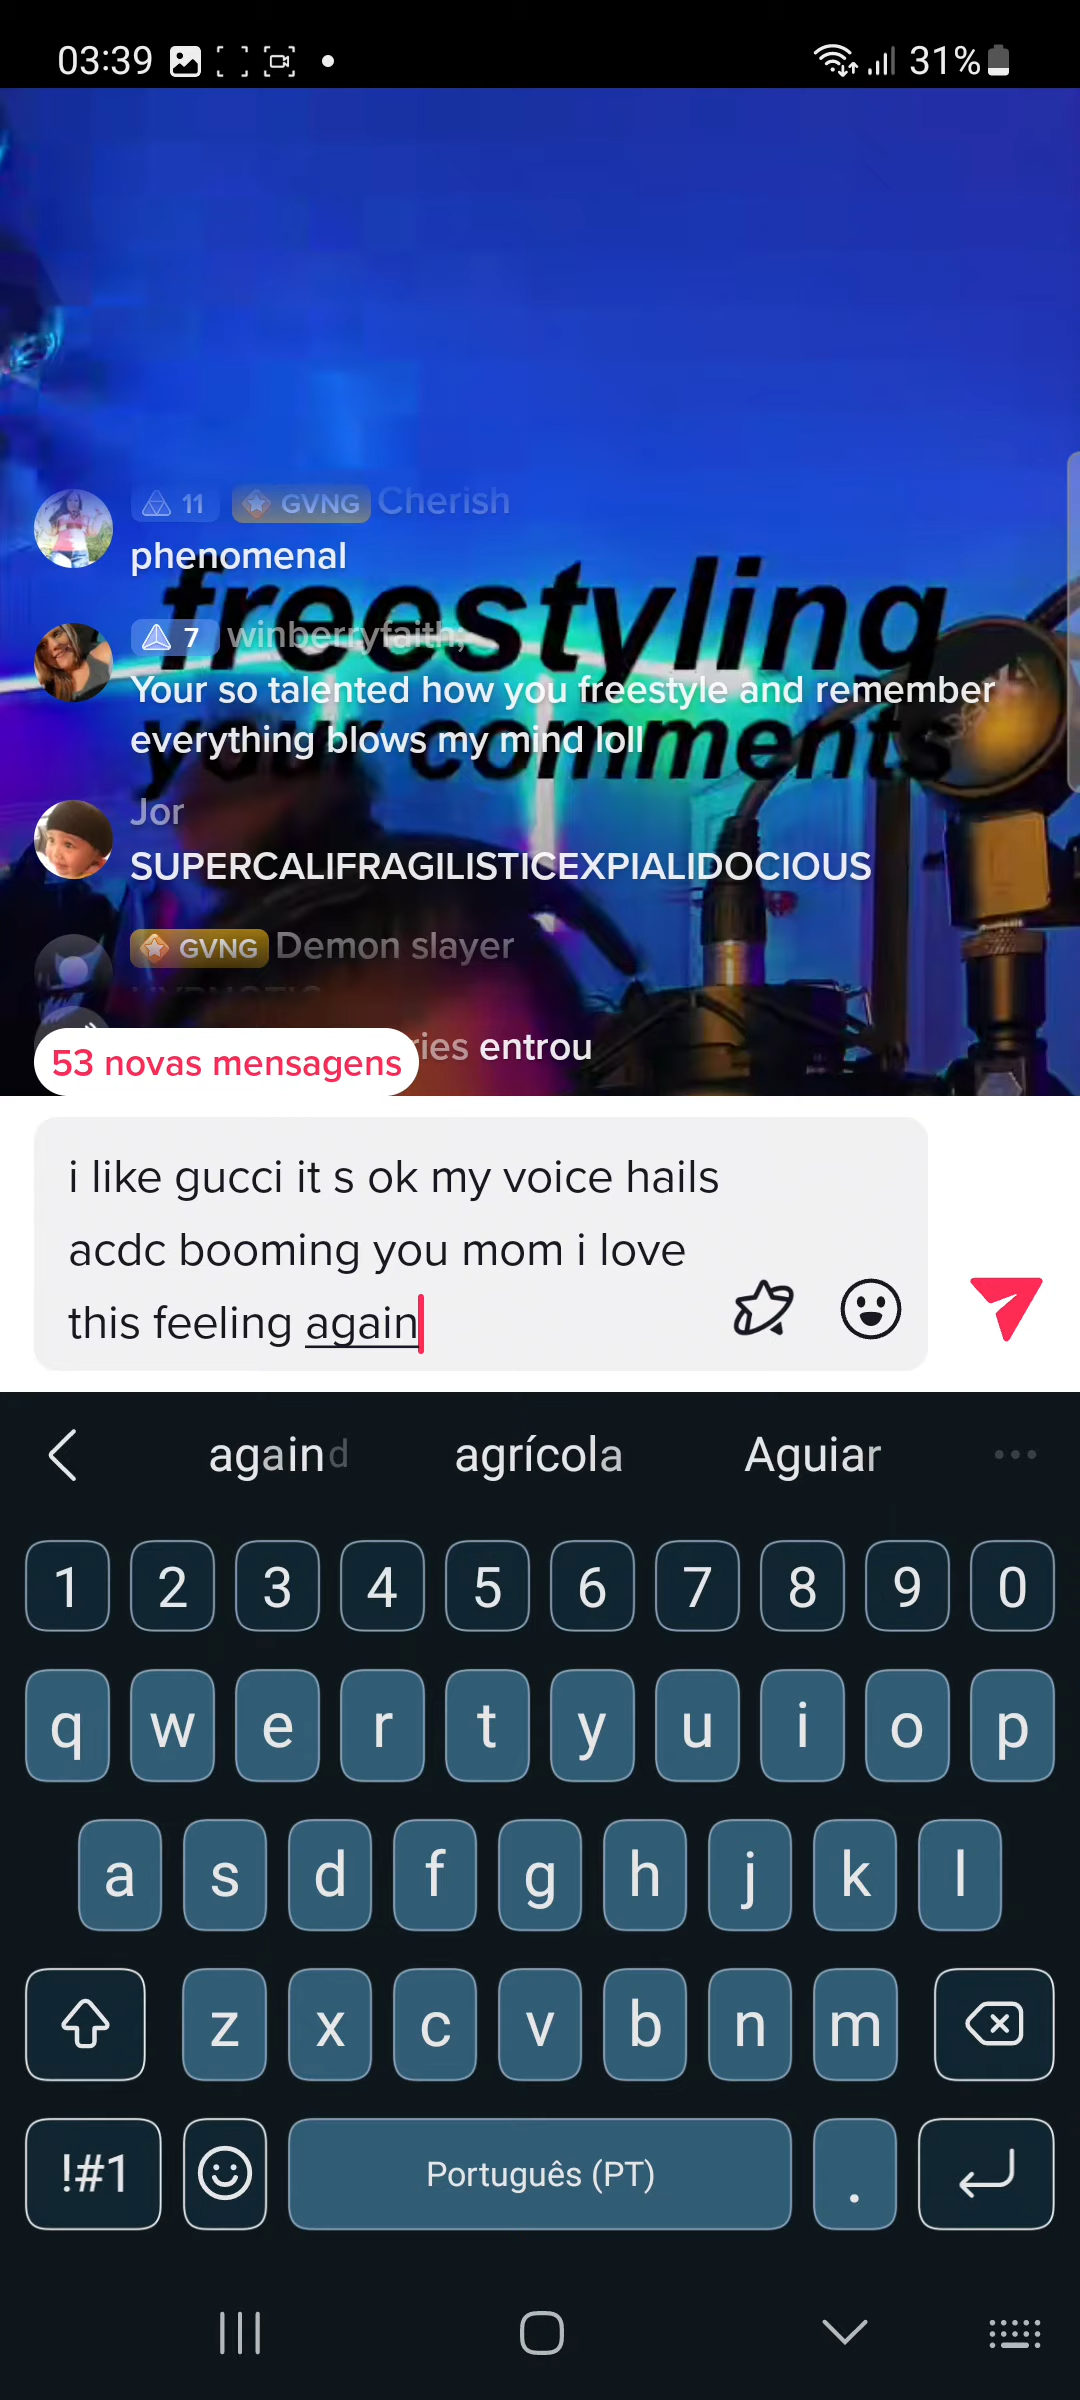 03:39 31%
11 GVNG Cherish
phenomenal
freestyling
7 winberryfaith;
Your so talented how you freestyle and remember
everything blows my mind loll
your comments
Jor
SUPERCALIFRAGILISTICEXPIALIDOCIOUS
GVNG Demon slayer
HYPNOTIC
53 novas mensagens ries entrou
i like gucci it s ok my voice hails
acdc booming you mom i love
this feeling again
againd agrícola Aguiar
1 2 3 4 5 6 7 8 9 0
q w e r t y u i o p
a s d f g h j k l
z x c v b n m
!#1 Português (PT) .